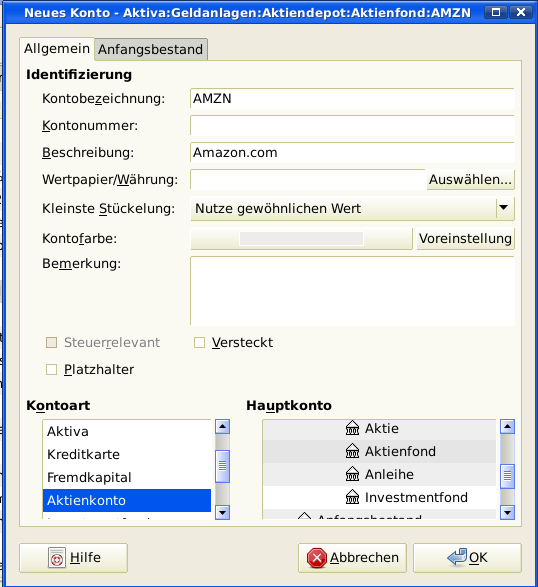 Neues Konto - Aktiva:Geldanlagen:Aktiendepot:Aktienfond:AMZN
Allgemein Anfangsbestand
Identifizierung
Kontobezeichnung: AMZN
Kontonummer:
Beschreibung: Amazon.com
Wertpapier/Währung: Auswählen...
Kleinste Stückelung: Nutze gewöhnlichen Wert
Kontofarbe: Voreinstellung
Bemerkung:
Steuerrelevant Versteckt
Platzhalter
Kontoart Hauptkonto
Aktiva Aktie
Kreditkarte Aktienfond
Fremdkapital Anleihe
Aktienkonto Investmentfond
Anfangsbestand
Hilfe Abbrechen OK